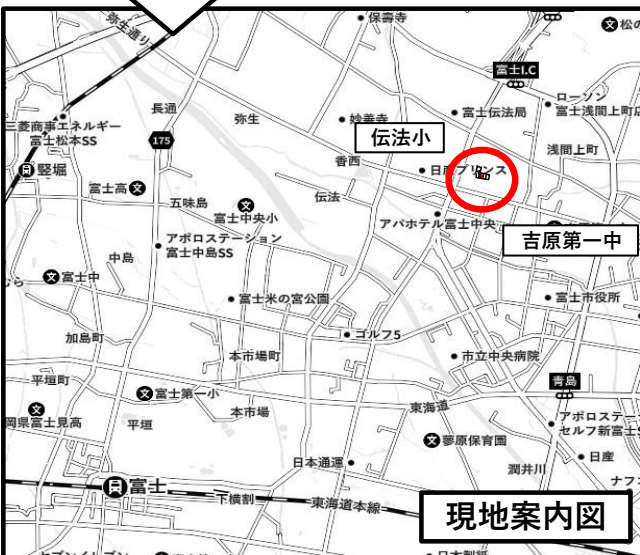 保壽寺
弥生通り
富士I.C
ローソン
富士浅間上町店
長通
三菱商事エネルギー
富士松本SS
弥生
妙善寺
富士伝法局
伝法小
175
浅間上町
竪堀
香西
日産プリンス
富士高
伝法
五味島
富士中央小
アパホテル富士中央
吉原第一中
アポロステーション
富士中島SS
中島
富士中
富士米の宮公園
富士市役所
加島町
ゴルフ5
本市場町
市立中央病院
平垣町
青島
富士第一小
本市場
東海道
岡県富士見高
平垣
アポロステー
セルフ新富士S
蓼原保育園
日本通運
日産
潤井川
ナフコ
富士
下横割
東海道本線
現地案内図